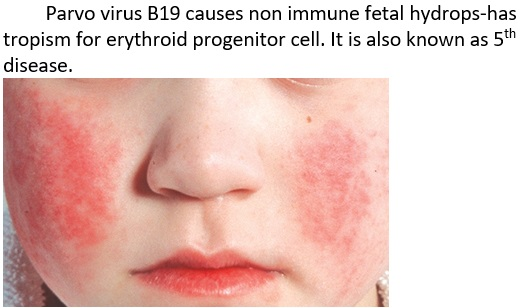 Parvo virus B19 causes non immune fetal hydrops-has
tropism for erythroid progenitor cell. It is also known as 5th
disease.